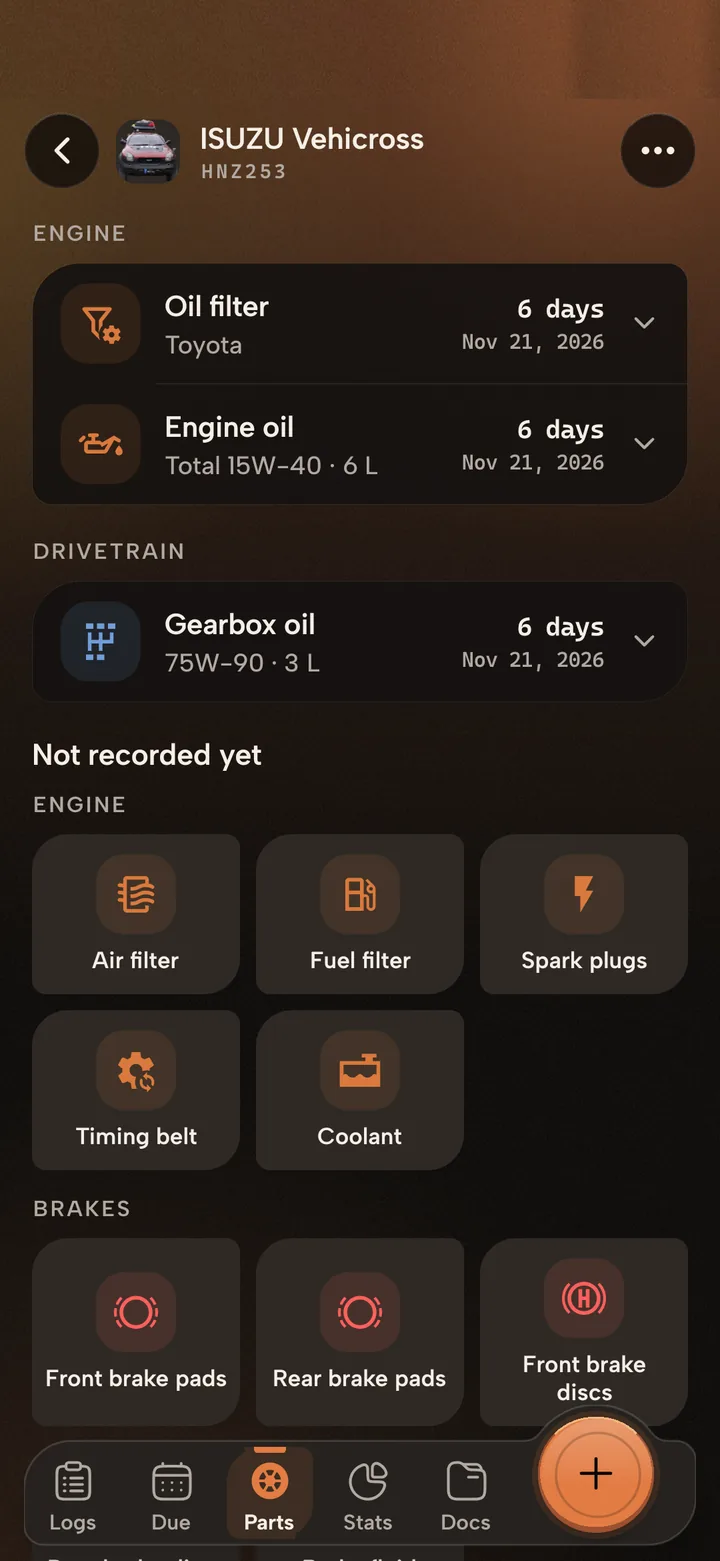 ISUZU Vehicross
HNZ253
ENGINE
Oil filter
6 days
Toyota
Nov 21, 2026
Engine oil
6 days
Total 15W-40 · 6 L
Nov 21, 2026
DRIVETRAIN
Gearbox oil
6 days
75W-90 · 3 L
Nov 21, 2026
Not recorded yet
ENGINE
Air filter
Fuel filter
Spark plugs
Timing belt
Coolant
BRAKES
Front brake pads
Rear brake pads
Front brake
discs
Logs
Due
Parts
Stats
Docs